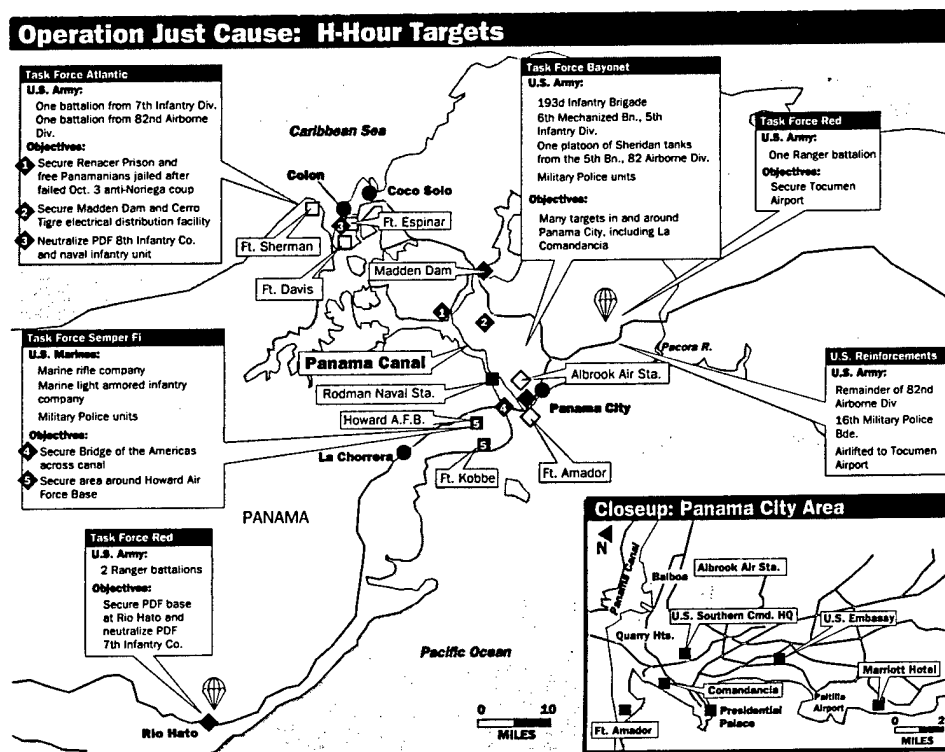 Operation Just Cause: H-Hour Targets
Task Force Atlantic
U.S. Army:
One battalion from 7th Infantry Div.
One battalion from 82nd Airborne
Div.
Objectives:
1 Secure Renacer Prison and
free Panamanians jailed after
failed Oct. 3 anti-Noriega coup
2 Secure Madden Dam and Cerro
Tigre electrical distribution facility
3 Neutralize PDF 8th Infantry Co.
and naval infantry unit
Task Force Bayonet
U.S. Army:
193d Infantry Brigade
6th Mechanized Bn., 5th
Infantry Div.
One platoon of Sheridan tanks
from the 5th Bn., 82 Airborne Div.
Military Police units
Objectives:
Many targets in and around
Panama City, including La
Comandancia
Task Force Red
U.S. Army:
One Ranger battalion
Objectives:
Secure Tocumen
Airport
Caribbean Sea
Colon
Coco Solo
3
Ft. Espinar
Ft. Sherman
Ft. Davis
Madden Dam
1
2
Panama Canal
Pacora R.
Rodman Naval Sta.
Albrook Air Sta.
Panama City
4
Howard A.F.B.
5
5
La Chorrera
Ft. Kobbe
Ft. Amador
Task Force Semper Fi
U.S. Marines:
Marine rifle company
Marine light armored infantry
company
Military Police units
Objectives:
4 Secure Bridge of the Americas
across canal
5 Secure area around Howard Air
Force Base
U.S. Reinforcements
U.S. Army:
Remainder of 82nd
Airborne Div
16th Military Police
Bde.
Airlifted to Tocumen
Airport
PANAMA
Task Force Red
U.S. Army:
2 Ranger battalions
Objectives:
Secure PDF base
at Rio Hato and
neutralize PDF
7th Infantry Co.
Rio Hato
Pacific Ocean
0 10
MILES
Closeup: Panama City Area
N
Panama Canal
Balboa
Albrook Air Sta.
U.S. Southern Cmd. HQ
U.S. Embassay
Quarry Hts.
Marriott Hotel
Comandancia
Paitilla
Airport
Presidential
Palace
Ft. Amador
0 2
MILES